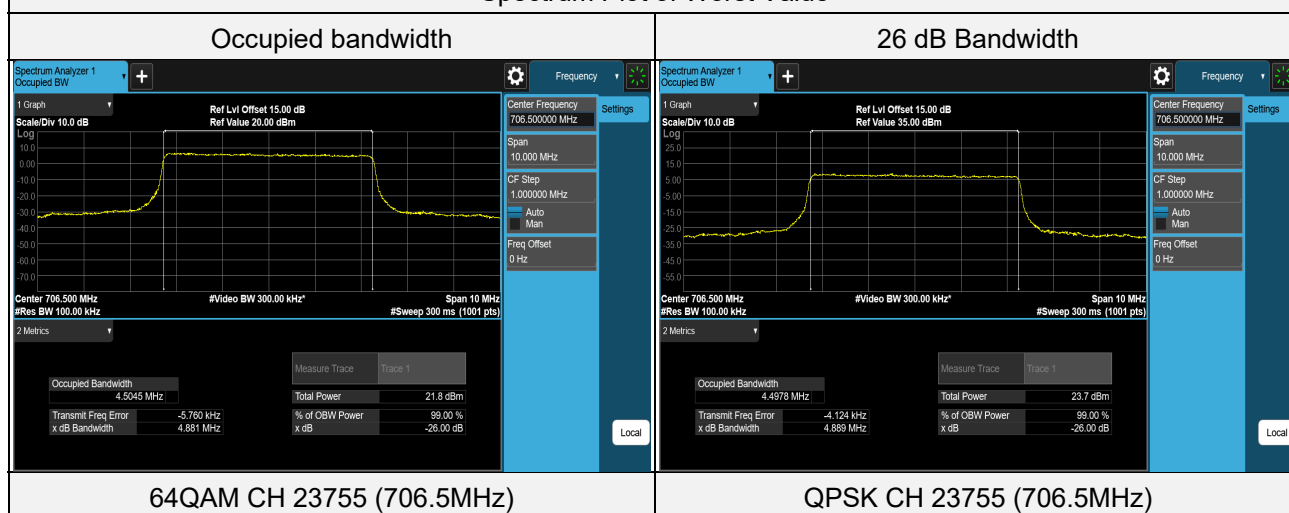 Occupied bandwidth
26 dB Bandwidth
Spectrum Analyzer 1
Occupied BW
+
Frequency
1 Graph
Scale/Div 10.0 dB
Ref Lvl Offset 15.00 dB
Ref Value 20.00 dBm
Log
10.0
0.00
-10.0
-20.0
-30.0
-40.0
-50.0
-60.0
-70.0
Center 706.500 MHz
#Video BW 300.00 kHz*
Span 10 MHz
#Res BW 100.00 kHz
#Sweep 300 ms (1001 pts)
Center Frequency
706.500000 MHz
Settings
Span
10.000 MHz
CF Step
1.000000 MHz
Auto
Man
Freq Offset
0 Hz
Local
2 Metrics
Measure Trace Trace 1
Occupied Bandwidth
4.5045 MHz
Total Power 21.8 dBm
Transmit Freq Error -5.760 kHz
% of OBW Power 99.00 %
x dB Bandwidth 4.881 MHz
x dB -26.00 dB
Spectrum Analyzer 1
Occupied BW
+
Frequency
1 Graph
Scale/Div 10.0 dB
Ref Lvl Offset 15.00 dB
Ref Value 35.00 dBm
Log
25.0
15.0
5.00
-5.00
-15.0
-25.0
-35.0
-45.0
-55.0
Center 706.500 MHz
#Video BW 300.00 kHz*
Span 10 MHz
#Res BW 100.00 kHz
#Sweep 300 ms (1001 pts)
Center Frequency
706.500000 MHz
Settings
Span
10.000 MHz
CF Step
1.000000 MHz
Auto
Man
Freq Offset
0 Hz
Local
2 Metrics
Measure Trace Trace 1
Occupied Bandwidth
4.4978 MHz
Total Power 23.7 dBm
Transmit Freq Error -4.124 kHz
% of OBW Power 99.00 %
x dB Bandwidth 4.889 MHz
x dB -26.00 dB
64QAM CH 23755 (706.5MHz)
QPSK CH 23755 (706.5MHz)